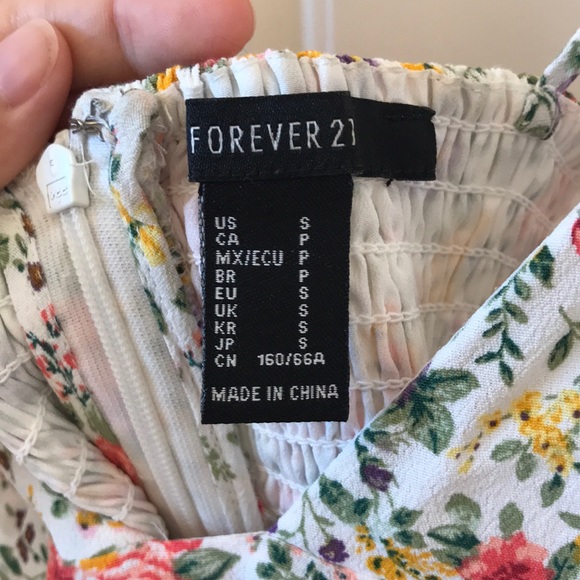 FOREVER 21
US S
CA P
MX/ECU P
BR P
EU S
UK S
KR S
JP S
CN 160/66A
MADE IN CHINA